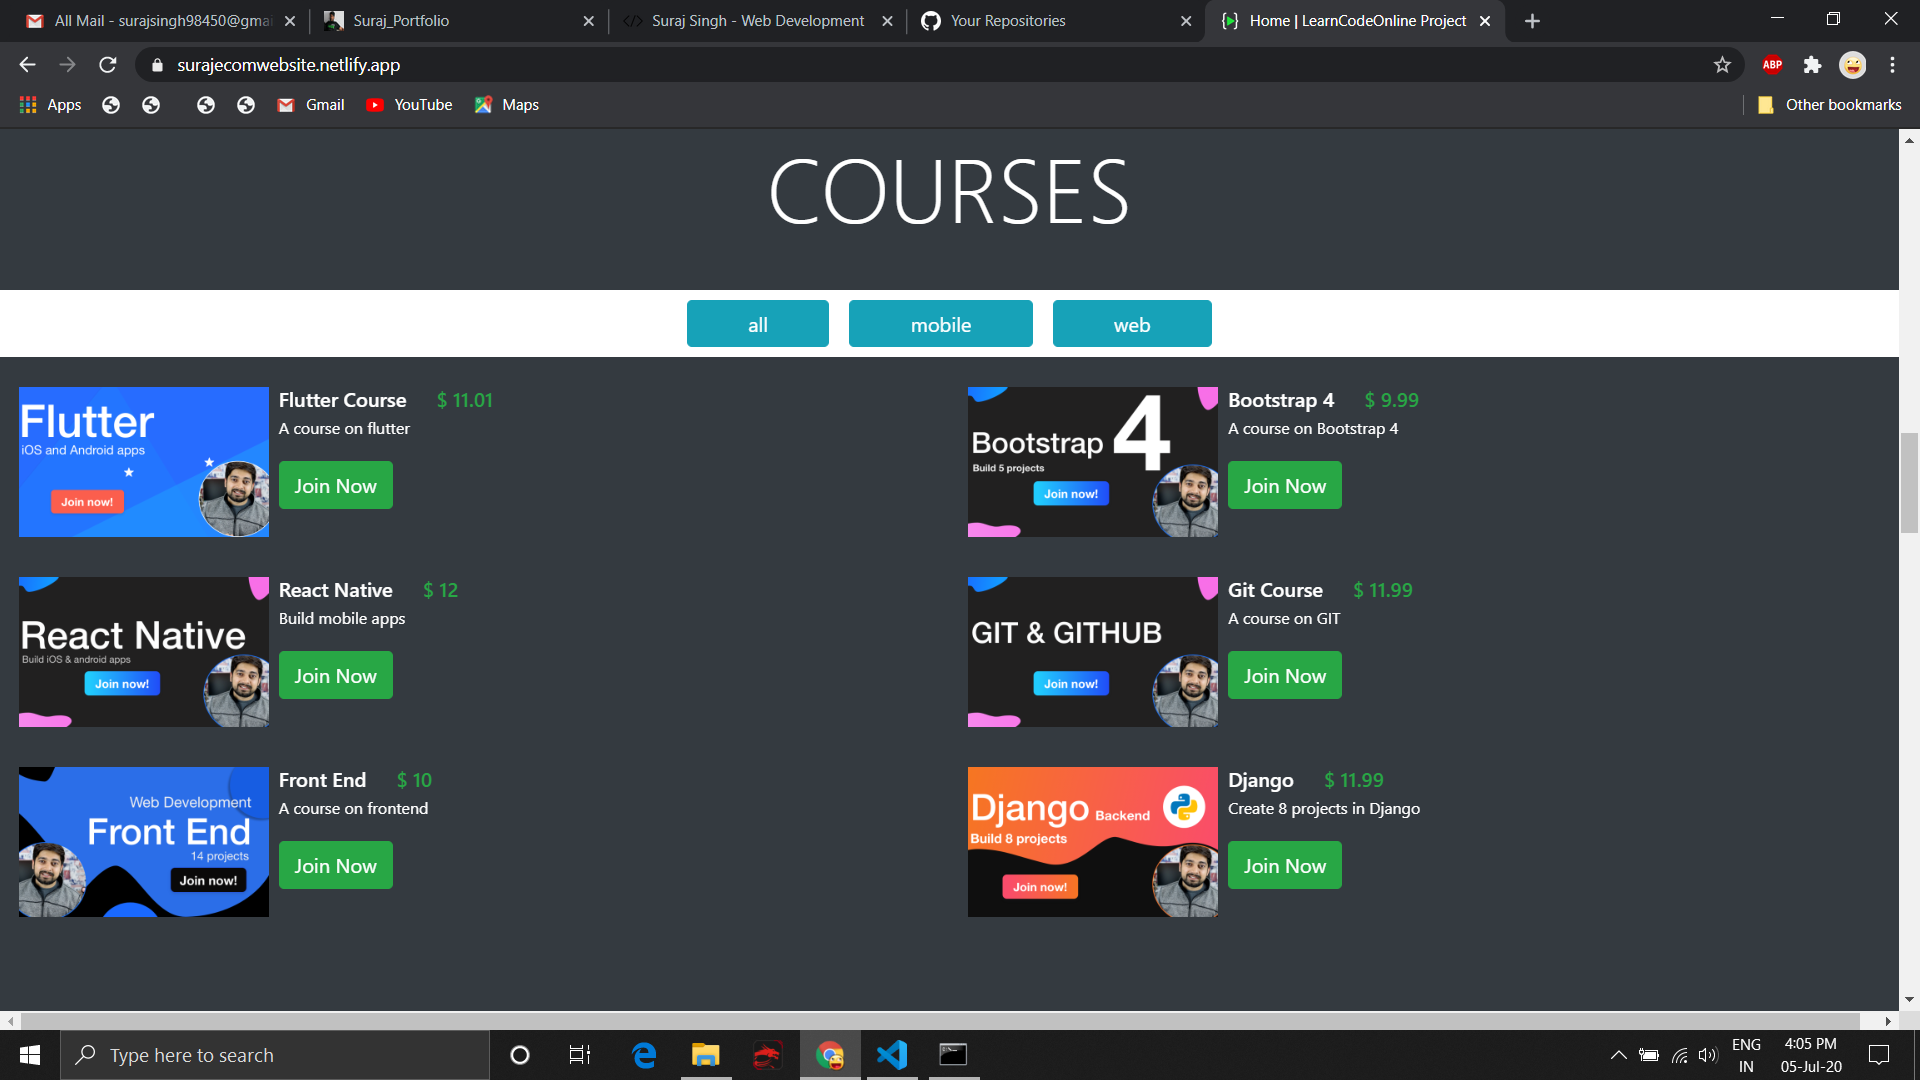 All Mail - surajsingh98450@gmai
Suraj_Portfolio
Suraj Singh - Web Development
Your Repositories
Home | LearnCodeOnline Project
surajecomwebsite.netlify.app
ABP
Apps
Gmail
YouTube
Maps
Other bookmarks
COURSES
all
mobile
web
Flutter
iOS and Android apps
Join now!
Flutter Course $ 11.01
A course on flutter
Join Now
Bootstrap 4
Build 5 projects
Join now!
Bootstrap 4 $ 9.99
A course on Bootstrap 4
Join Now
React Native
Build iOS & android apps
Join now!
React Native $ 12
Build mobile apps
Join Now
GIT & GITHUB
Join now!
Git Course $ 11.99
A course on GIT
Join Now
Web Development
Front End
14 projects
Join now!
Front End $ 10
A course on frontend
Join Now
Django Backend
Build 8 projects
Join now!
Django $ 11.99
Create 8 projects in Django
Join Now
Type here to search
ENG
IN
4:05 PM
05-Jul-20